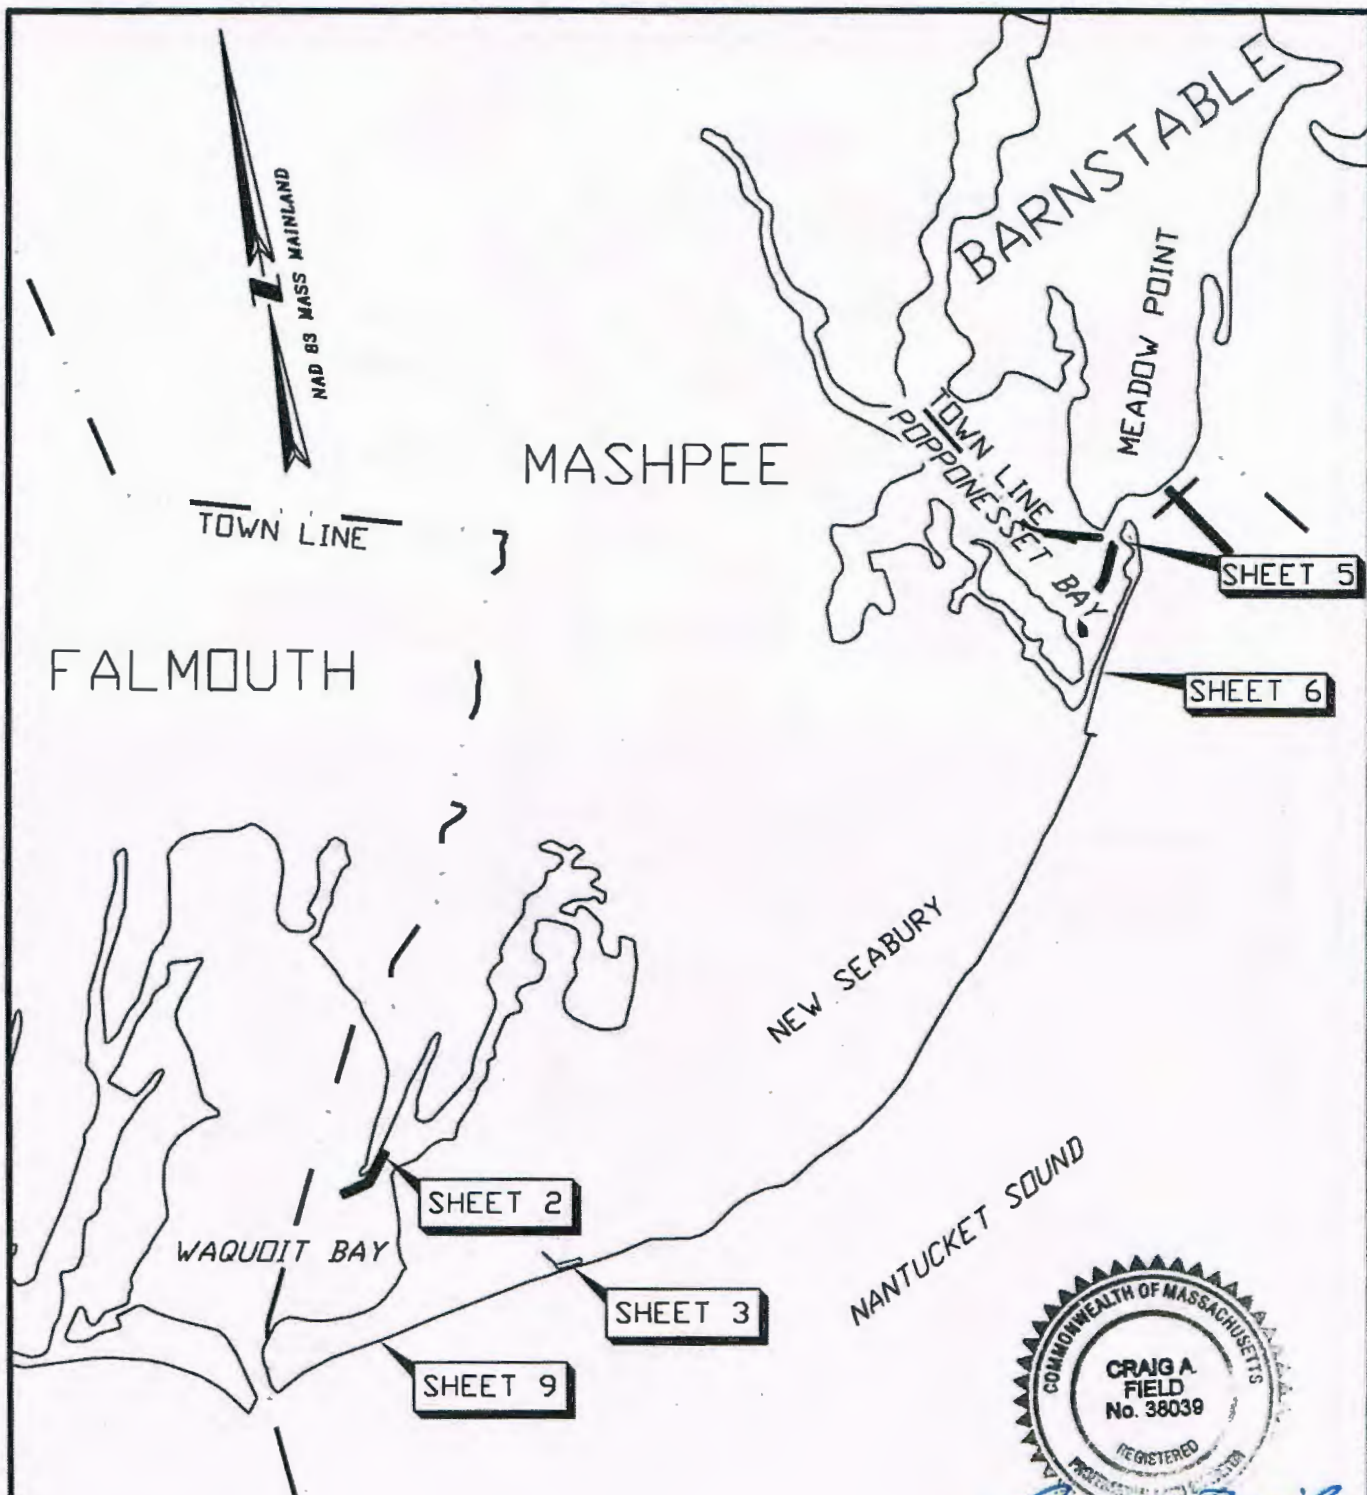 BARNSTABLE
NAD 83 MASS MAINLAND
MEADOW POINT
TOWN LINE
POPPONESSET BAY
MASHPEE
TOWN LINE
SHEET 5
FALMOUTH
SHEET 6
NEW SEABURY
SHEET 2
NANTUCKET SOUND
WAQUOIT BAY
SHEET 3
SHEET 9
COMMONWEALTH OF MASSACHUSETTS
CRAIG A.
FIELD
No. 38039
REGISTERED